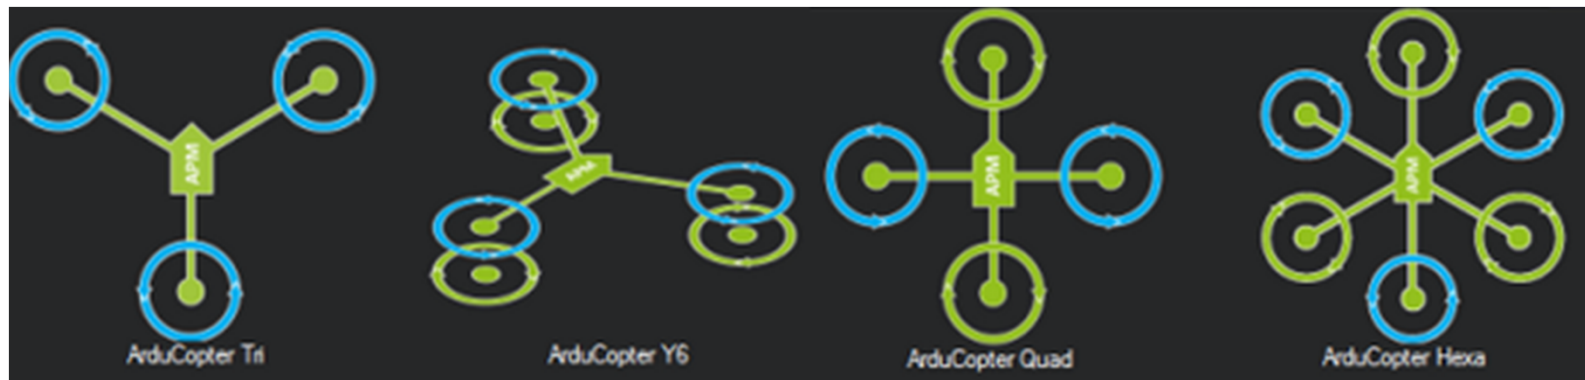 APM
APM
APM
APM
ArduCopter Tri
ArduCopter Y6
ArduCopter Quad
ArduCopter Hexa